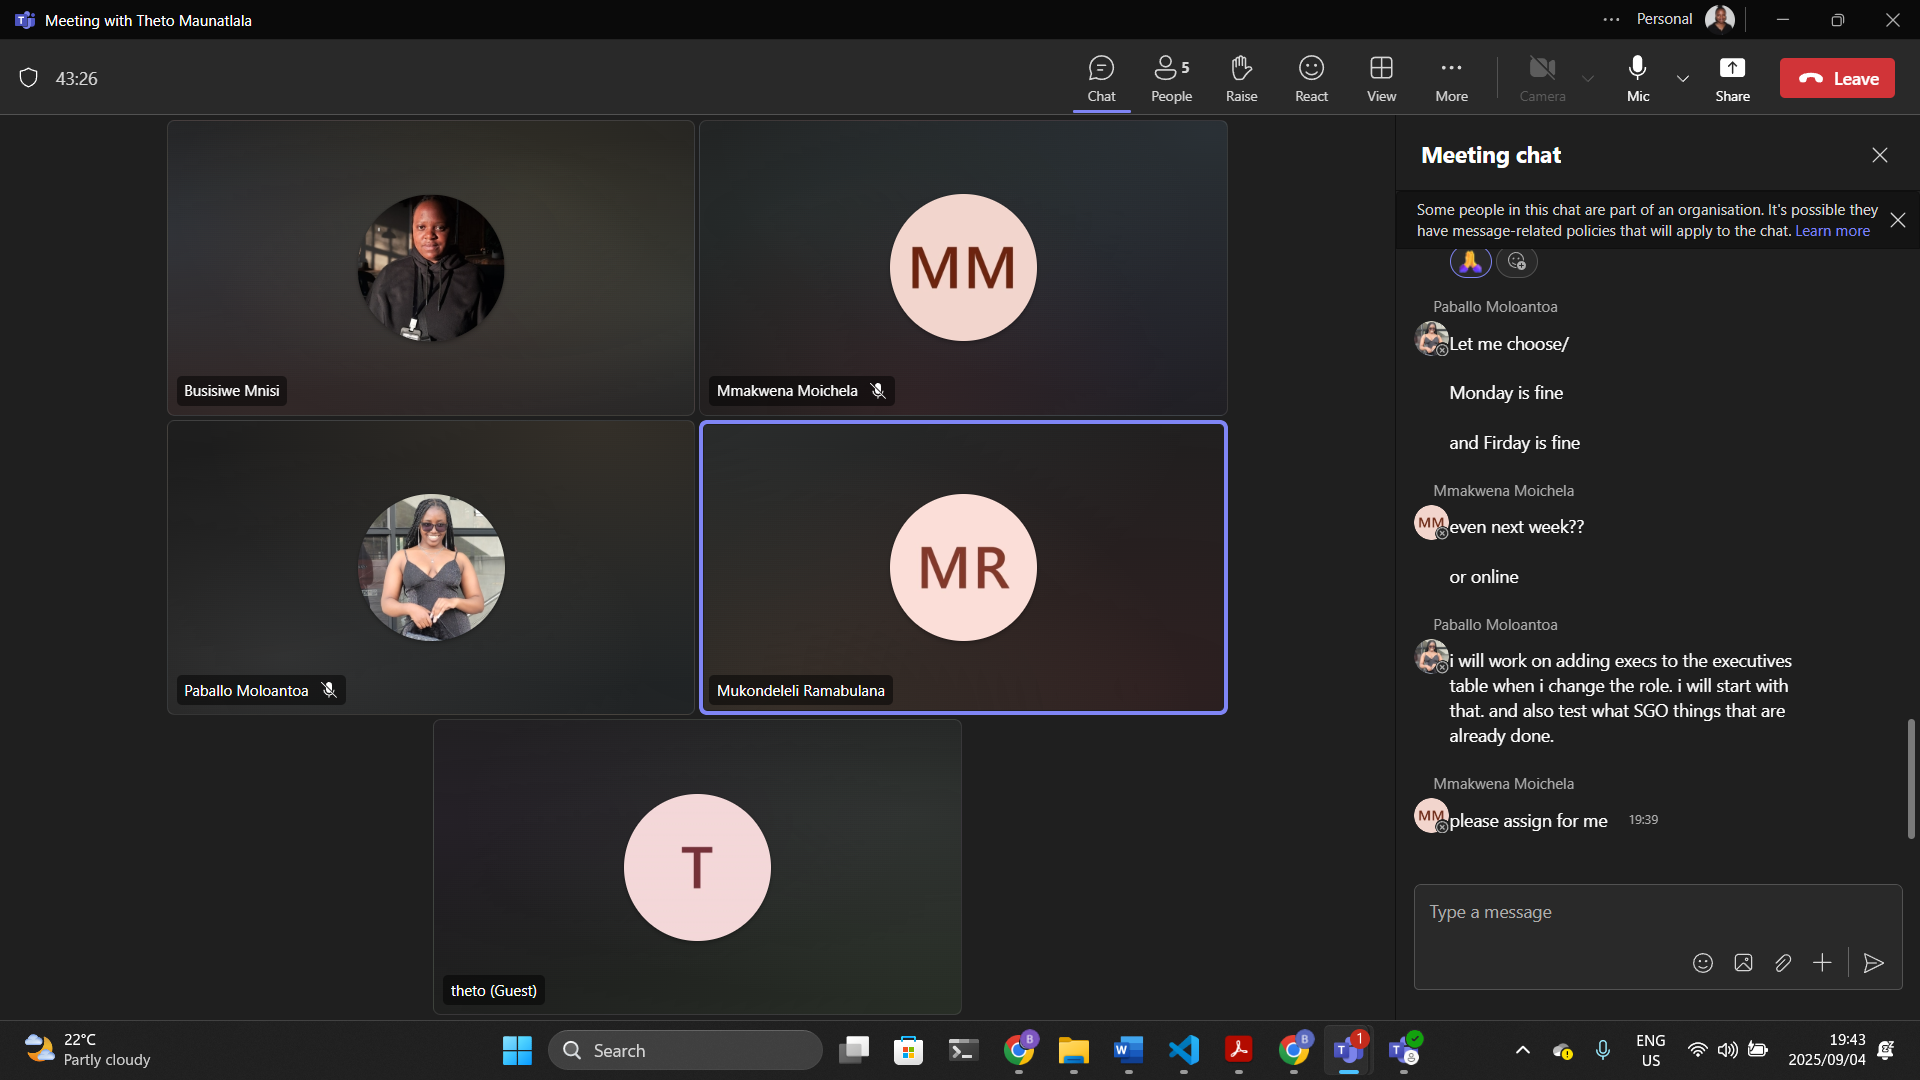 Meeting with Theto Maunatlala
Personal
43:26
Chat
People
5
Raise
React
View
More
Camera
Mic
Share
Leave
Busisiwe Mnisi
MM
Mmakwena Moichela
Paballo Moloantoa
MR
Mukondeleli Ramabulana
T
theto (Guest)
Meeting chat
Some people in this chat are part of an organisation. It's possible they
have message-related policies that will apply to the chat. Learn more
Paballo Moloantoa
Let me choose/
Monday is fine
and Firday is fine
Mmakwena Moichela
MM
even next week??
or online
Paballo Moloantoa
i will work on adding execs to the executives
table when i change the role. i will start with
that. and also test what SGO things that are
already done.
Mmakwena Moichela
MM
please assign for me 19:39
Type a message
22°C
Partly cloudy
Search
B
B
1
ENG
US
19:43
2025/09/04